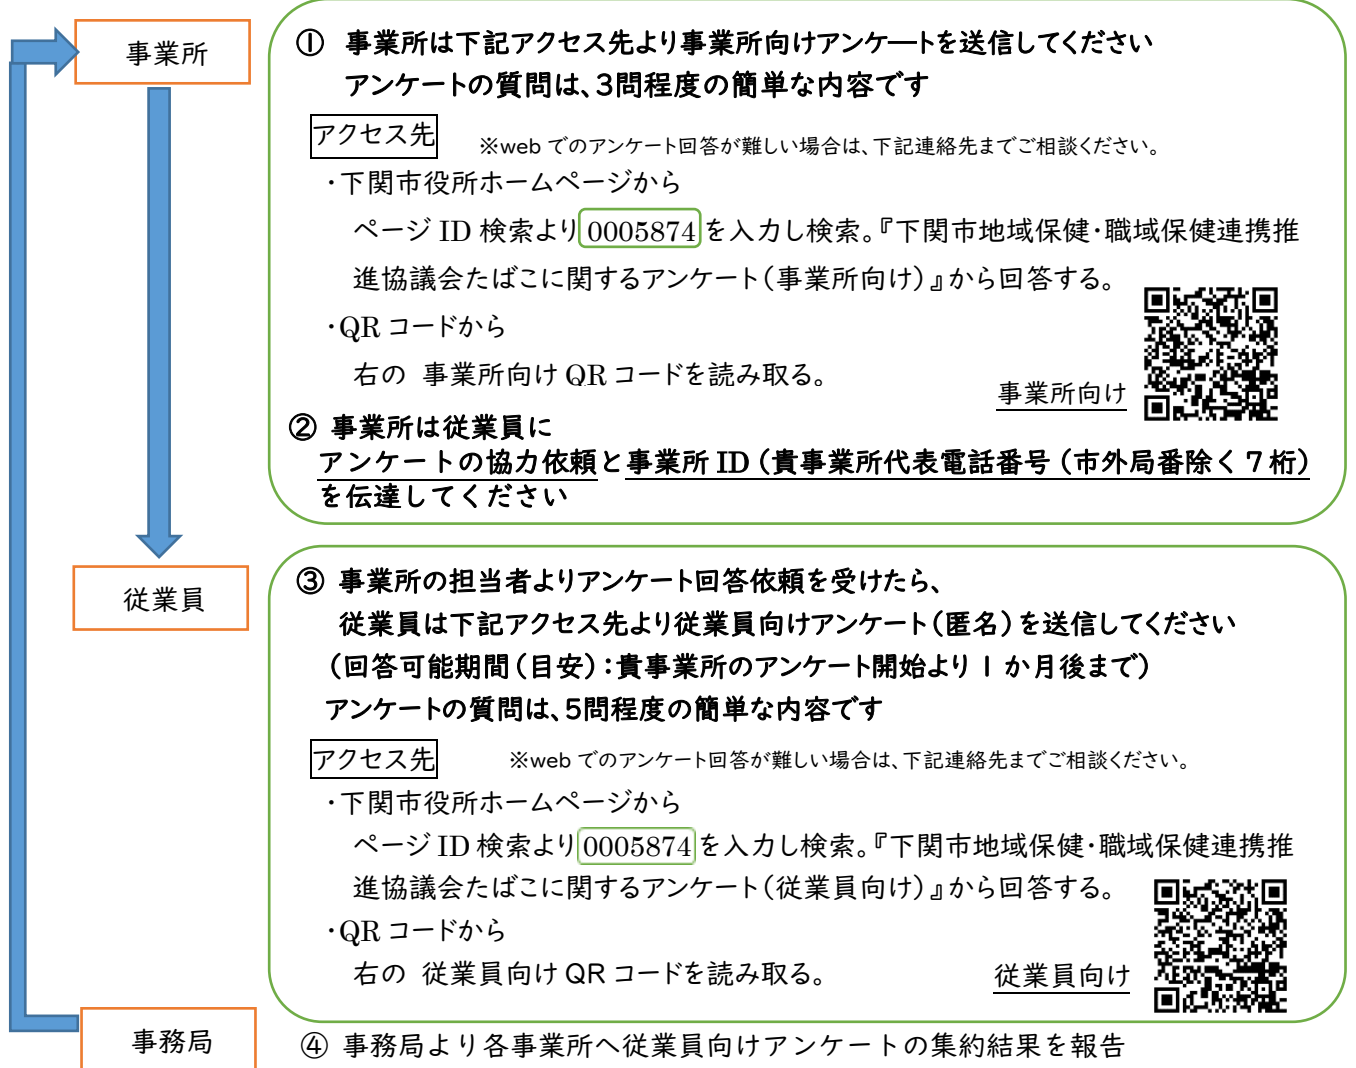 事業所
① 事業所は下記アクセス先より事業所向けアンケートを送信してください
アンケートの質問は、3問程度の簡単な内容です
アクセス先 ※web でのアンケート回答が難しい場合は、下記連絡先までご相談ください。
・下関市役所ホームページから
ページ ID 検索より 0005874 を入力し検索。『下関市地域保健・職域保健連携推
進協議会たばこに関するアンケート（事業所向け）』から回答する。
・QR コードから
右の 事業所向け QR コードを読み取る。
事業所向け
② 事業所は従業員に
アンケートの協力依頼と事業所 ID（貴事業所代表電話番号（市外局番除く７桁）
を伝達してください
従業員
③ 事業所の担当者よりアンケート回答依頼を受けたら、
従業員は下記アクセス先より従業員向けアンケート（匿名）を送信してください
（回答可能期間（目安）：貴事業所のアンケート開始より１か月後まで）
アンケートの質問は、5問程度の簡単な内容です
アクセス先 ※web でのアンケート回答が難しい場合は、下記連絡先までご相談ください。
・下関市役所ホームページから
ページ ID 検索より 0005874 を入力し検索。『下関市地域保健・職域保健連携推
進協議会たばこに関するアンケート（従業員向け）』から回答する。
・QR コードから
右の 従業員向け QR コードを読み取る。
従業員向け
事務局
④ 事務局より各事業所へ従業員向けアンケートの集約結果を報告